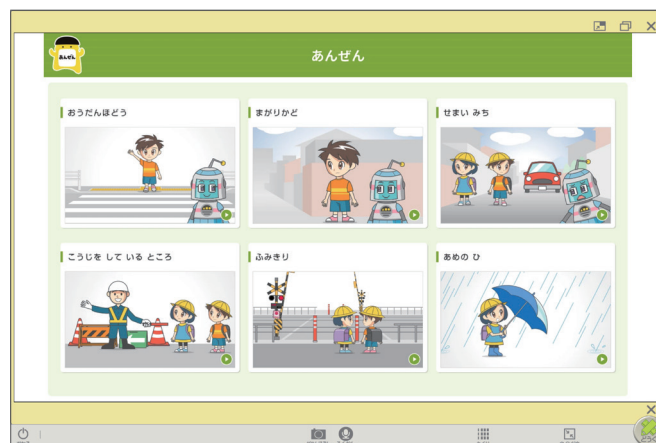 あんぜん
あんぜん
おうだんほどう
まがりかど
せまい みち
こうじを して いる ところ
ふみきり
あめの ひ